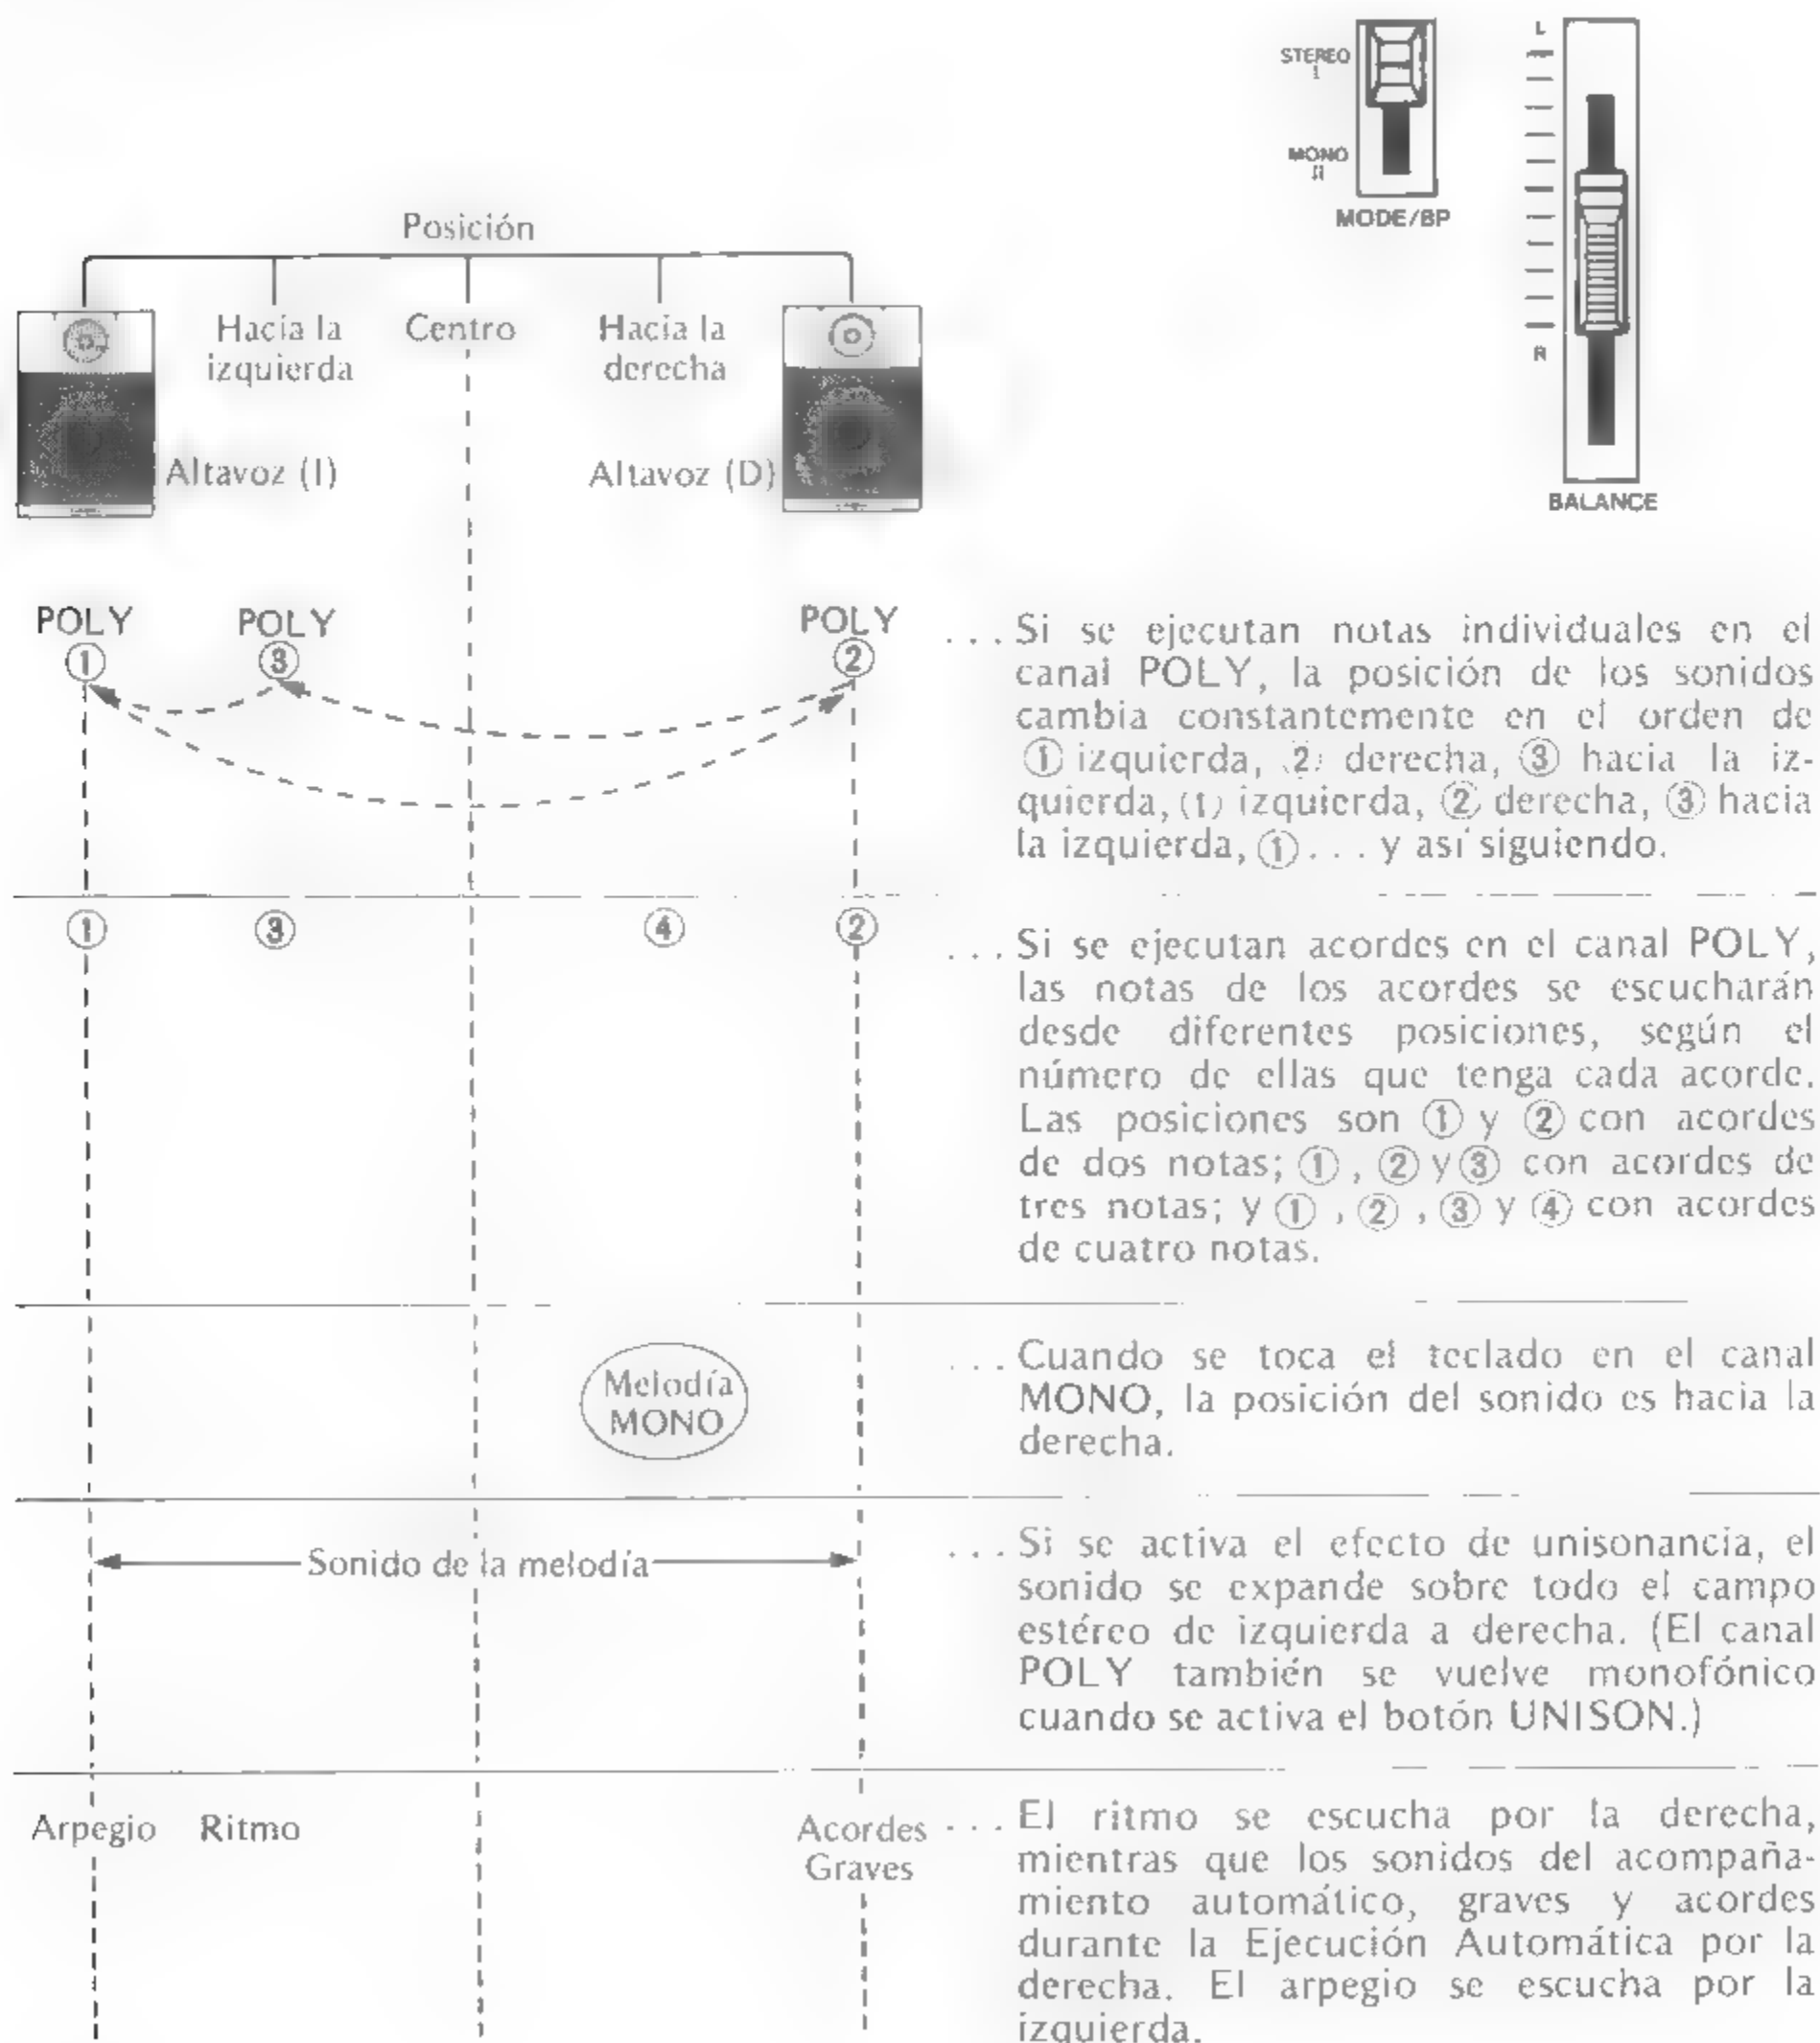 L
STEREO
I
MONO
II
MODE/BP
R
BALANCE
Posición
Hacia la
izquierda
Centro
Hacia la
derecha
Altavoz (I)
Altavoz (D)
POLY
①
POLY
③
POLY
②
... Si se ejecutan notas individuales en el
canal POLY, la posición de los sonidos
cambia constantemente en el orden de
① izquierda, ② derecha, ③ hacia la iz-
quierda, (1) izquierda, ② derecha, ③ hacia
la izquierda, ① ... y así siguiendo.
① ③ ④ ②
... Si se ejecutan acordes en el canal POLY,
las notas de los acordes se escucharán
desde diferentes posiciones, según el
número de ellas que tenga cada acorde.
Las posiciones son ① y ② con acordes
de dos notas; ①, ② y ③ con acordes de
tres notas; y ①, ②, ③ y ④ con acordes
de cuatro notas.
Melodía
MONO
... Cuando se toca el teclado en el canal
MONO, la posición del sonido es hacia la
derecha.
Sonido de la melodía
... Si se activa el efecto de unisonancia, el
sonido se expande sobre todo el campo
estéreo de izquierda a derecha. (El canal
POLY también se vuelve monofónico
cuando se activa el botón UNISON.)
Arpegio Ritmo
Acordes
Graves
... El ritmo se escucha por la derecha,
mientras que los sonidos del acompaña-
miento automático, graves y acordes
durante la Ejecución Automática por la
derecha. El arpegio se escucha por la
izquierda.